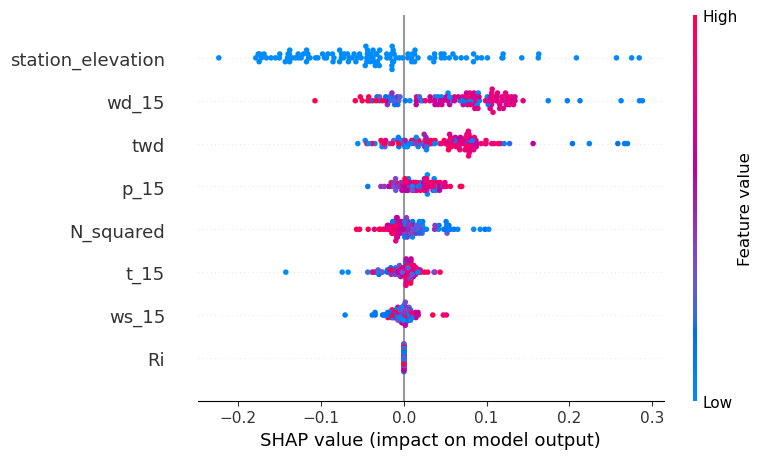 High
station_elevation
wd_15
twd
p_15
N_squared
t_15
ws_15
Ri
Feature value
Low
−0.2 −0.1 0.0 0.1 0.2 0.3
SHAP value (impact on model output)